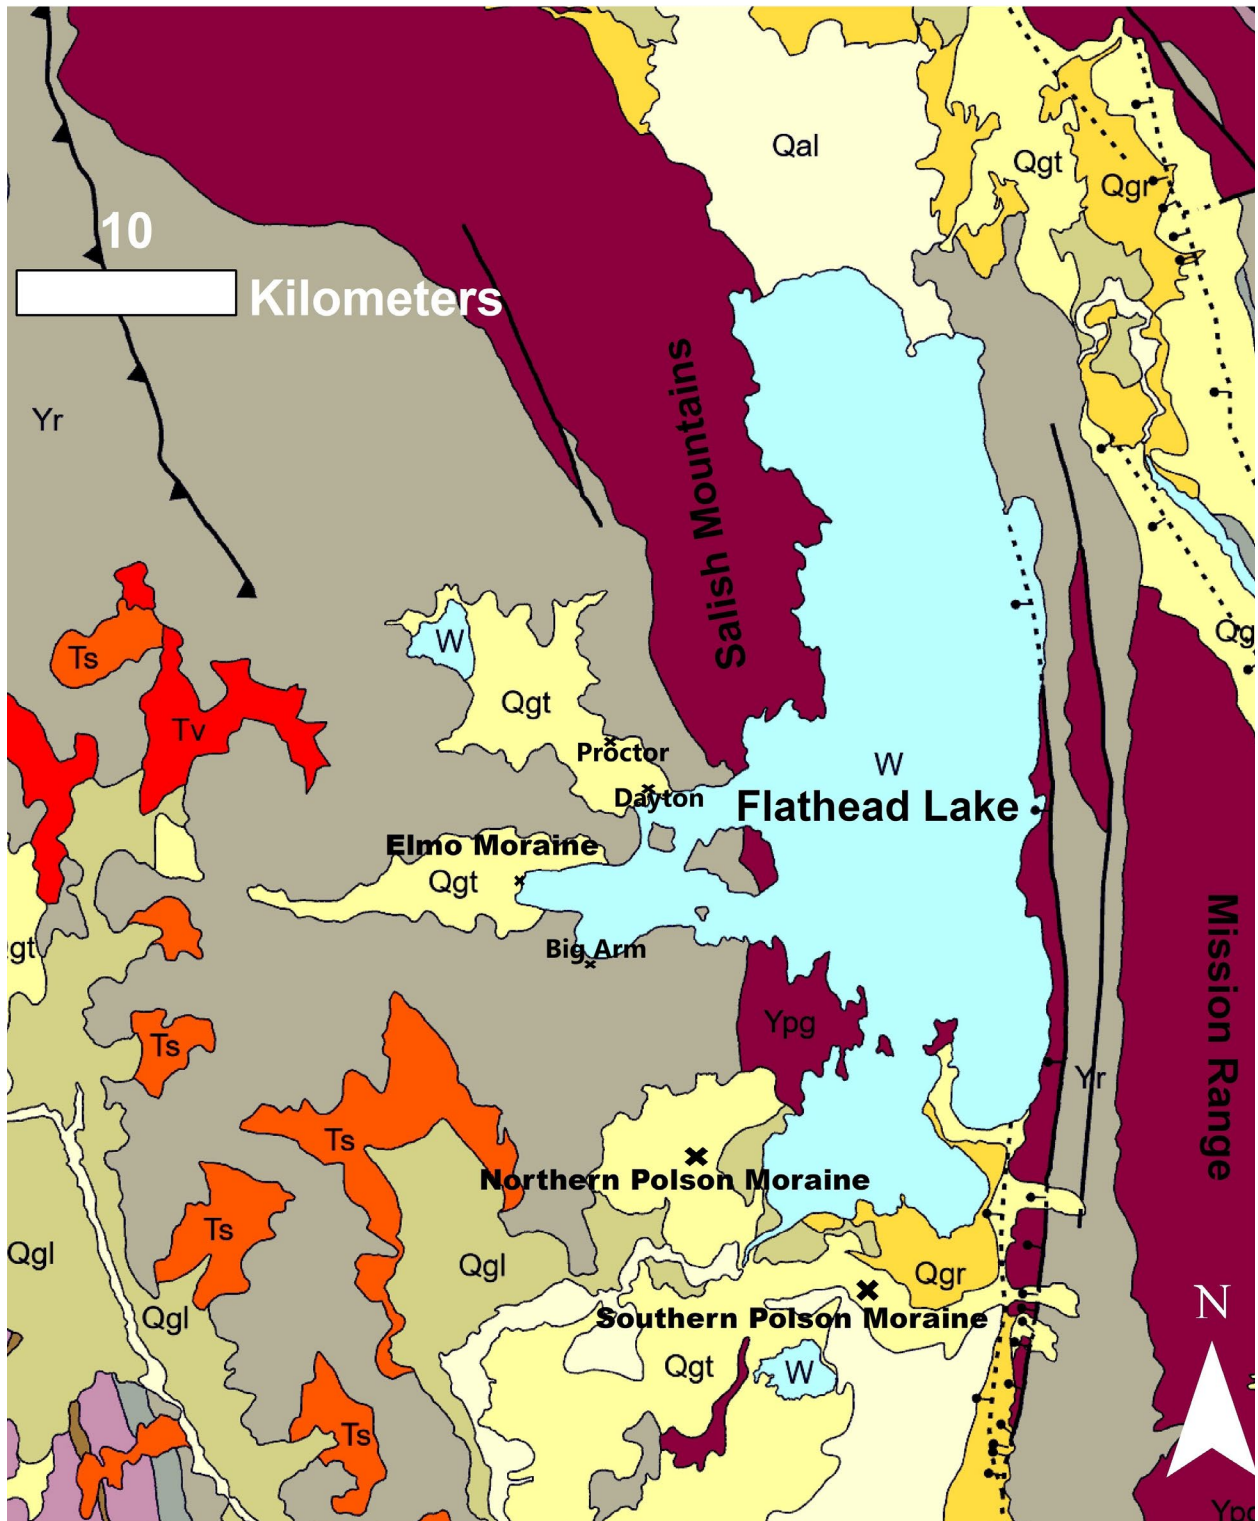 Qal
Qgt
Qgr
10
Kilometers
Yr
Salish Mountains
W
Ts
Qgt
Tv
Proctor
W
Dayton
Flathead Lake
Elmo Moraine
Qgt
gt
Big Arm
Mission Range
Ypg
Ts
Yr
Ts
Northern Polson Moraine
Ts
Qgl
Qgl
Qgr
N
Qgl
Southern Polson Moraine
Qgt
W
Ts